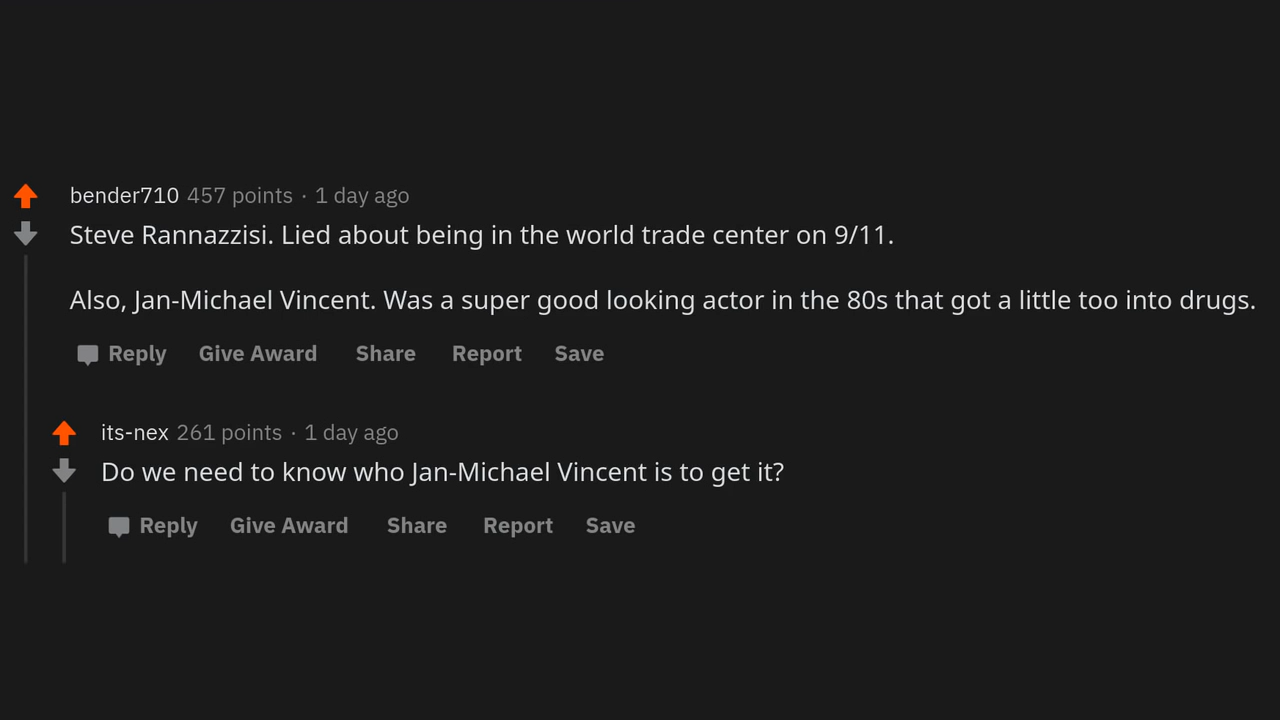 bender710 457 points · 1 day ago
Steve Rannazzisi. Lied about being in the world trade center on 9/11.
Also, Jan-Michael Vincent. Was a super good looking actor in the 80s that got a little too into drugs.
Reply Give Award Share Report Save
its-nex 261 points · 1 day ago
Do we need to know who Jan-Michael Vincent is to get it?
Reply Give Award Share Report Save